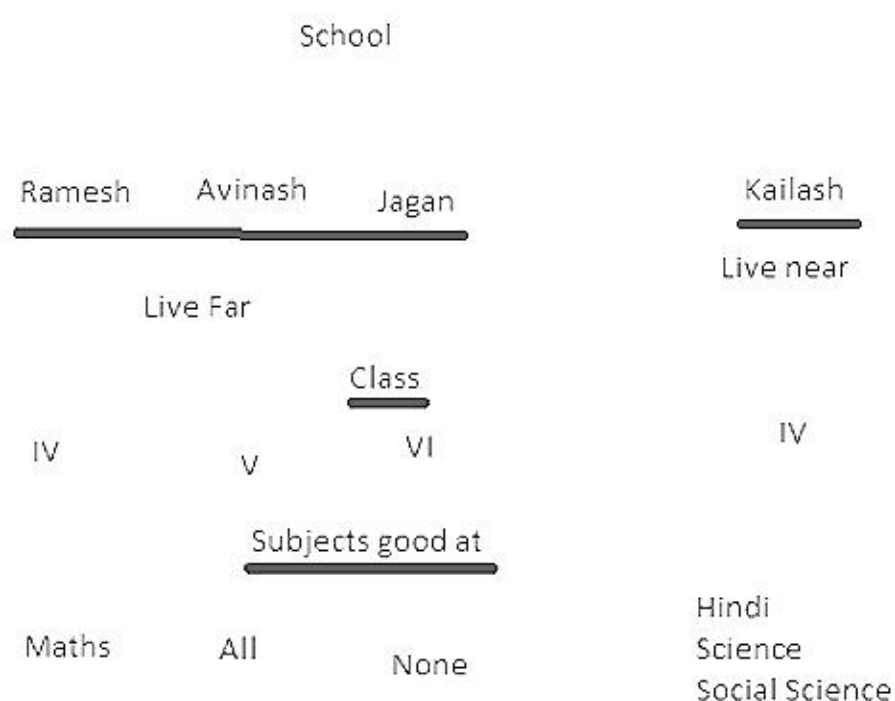 School
Ramesh Avinash Jagan Kailash
Live near
Live Far
Class
IV V VI IV
Subjects good at
Maths All None Hindi
Science
Social Science